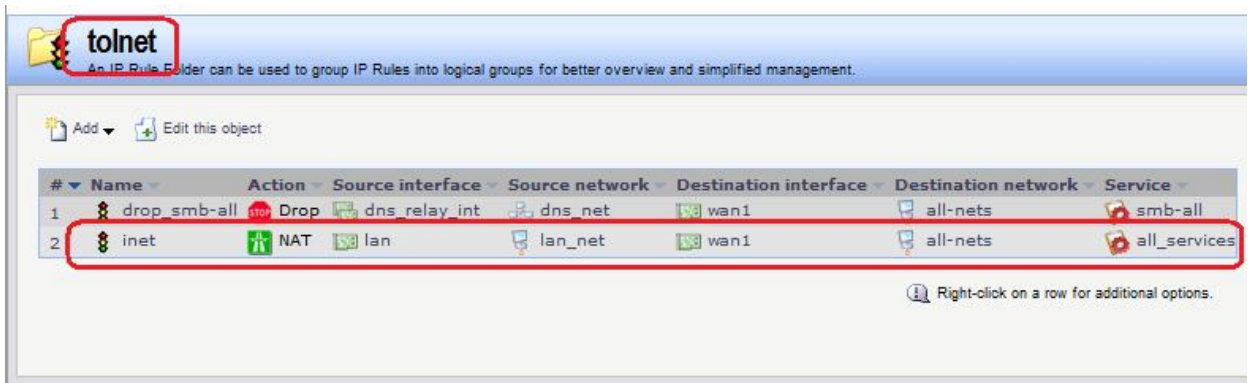 tolnet
An IP Rule Folder can be used to group IP Rules into logical groups for better overview and simplified management.
Add Edit this object
# Name Action Source interface Source network Destination interface Destination network Service
1 drop_smb-all STOP Drop dns_relay_int dns_net wan1 all-nets smb-all
2 inet NAT lan lan_net wan1 all-nets all_services
Right-click on a row for additional options.